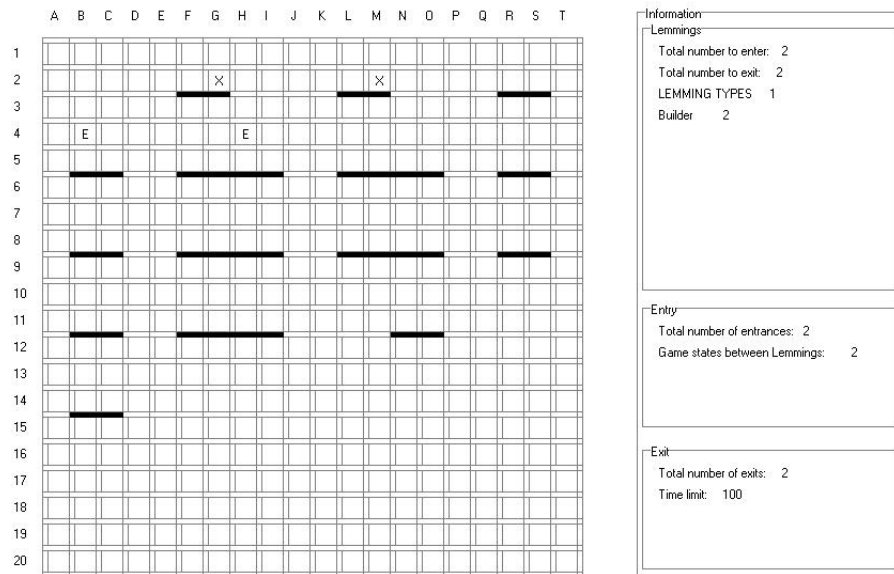 A B C D E F G H I J K L M N O P Q R S T
1
2 X X
3
4 E E
5
6
7
8
9
10
11
12
13
14
15
16
17
18
19
20
Information
Lemmings
Total number to enter: 2
Total number to exit: 2
LEMMING TYPES 1
Builder 2
Entry
Total number of entrances: 2
Game states between Lemmings: 2
Exit
Total number of exits: 2
Time limit: 100